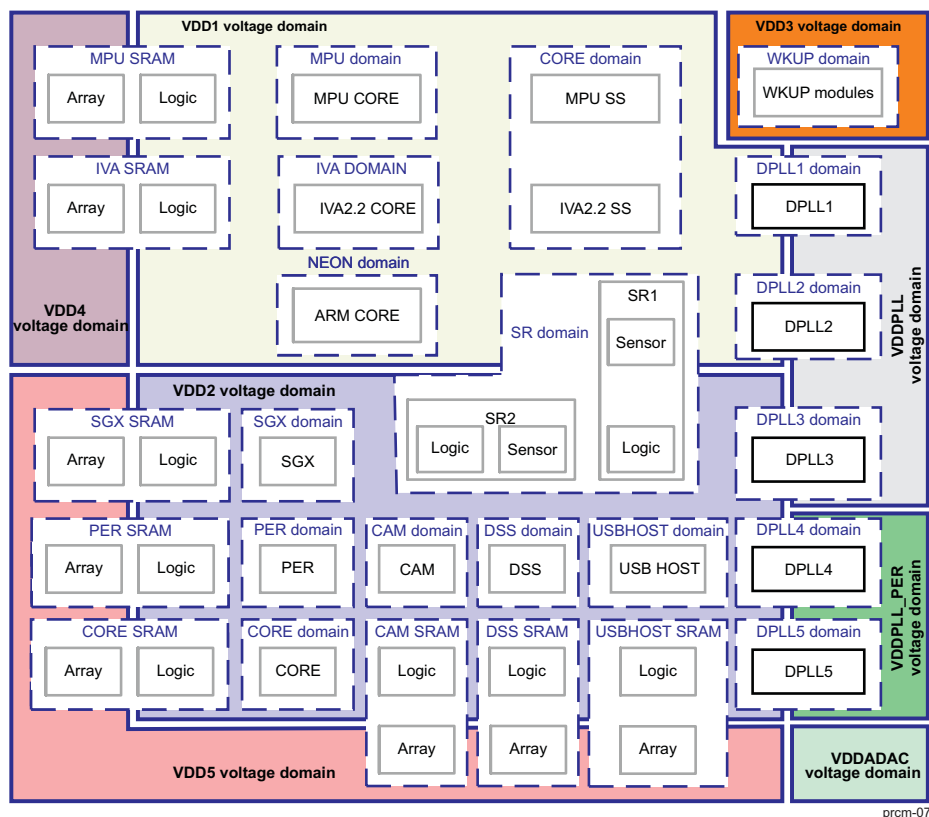 VDD1 voltage domain
VDD3 voltage domain
MPU SRAM
Array
Logic
MPU domain
MPU CORE
CORE domain
MPU SS
WKUP domain
WKUP modules
IVA SRAM
Array
Logic
IVA DOMAIN
IVA2.2 CORE
IVA2.2 SS
DPLL1 domain
DPLL1
NEON domain
ARM CORE
SR domain
SR1
Sensor
Logic
DPLL2 domain
DPLL2
VDD4
voltage domain
VDDPLL
voltage domain
VDD2 voltage domain
SR2
Logic
Sensor
SGX SRAM
Array
Logic
SGX domain
SGX
DPLL3 domain
DPLL3
PER SRAM
Array
Logic
PER domain
PER
CAM domain
CAM
DSS domain
DSS
USBHOST domain
USB HOST
DPLL4 domain
DPLL4
VDDPLL_PER
voltage domain
CORE SRAM
Array
Logic
CORE domain
CORE
CAM SRAM
Logic
Array
DSS SRAM
Logic
Array
USBHOST SRAM
Logic
Array
DPLL5 domain
DPLL5
VDD5 voltage domain
VDDADAC
voltage domain
prcm-07